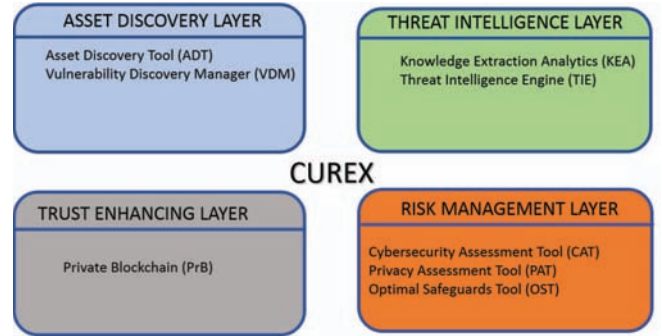 ASSET DISCOVERY LAYER
Asset Discovery Tool (ADT)
Vulnerability Discovery Manager (VDM)
THREAT INTELLIGENCE LAYER
Knowledge Extraction Analytics (KEA)
Threat Intelligence Engine (TIE)
CUREX
TRUST ENHANCING LAYER
Private Blockchain (PrB)
RISK MANAGEMENT LAYER
Cybersecurity Assessment Tool (CAT)
Privacy Assessment Tool (PAT)
Optimal Safeguards Tool (OST)